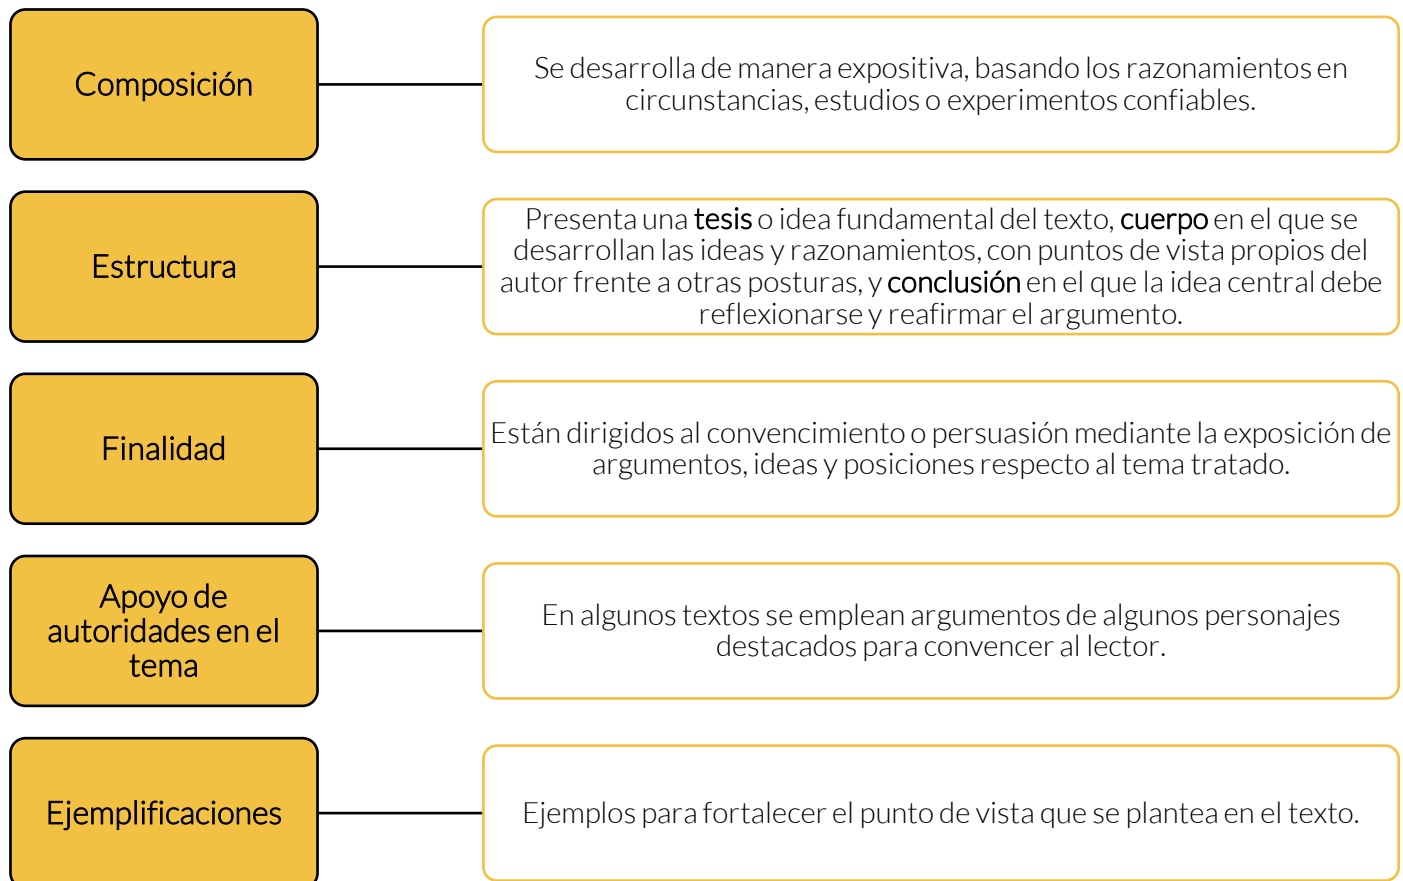 Composición
Se desarrolla de manera expositiva, basando los razonamientos en
circunstancias, estudios o experimentos confiables.
Estructura
Presenta una tesis o idea fundamental del texto, cuerpo en el que se
desarrollan las ideas y razonamientos, con puntos de vista propios del
autor frente a otras posturas, y conclusión en el que la idea central debe
reflexionarse y reafirmar el argumento.
Finalidad
Están dirigidos al convencimiento o persuasión mediante la exposición de
argumentos, ideas y posiciones respecto al tema tratado.
Apoyo de
autoridades en el
tema
En algunos textos se emplean argumentos de algunos personajes
destacados para convencer al lector.
Ejemplificaciones
Ejemplos para fortalecer el punto de vista que se plantea en el texto.